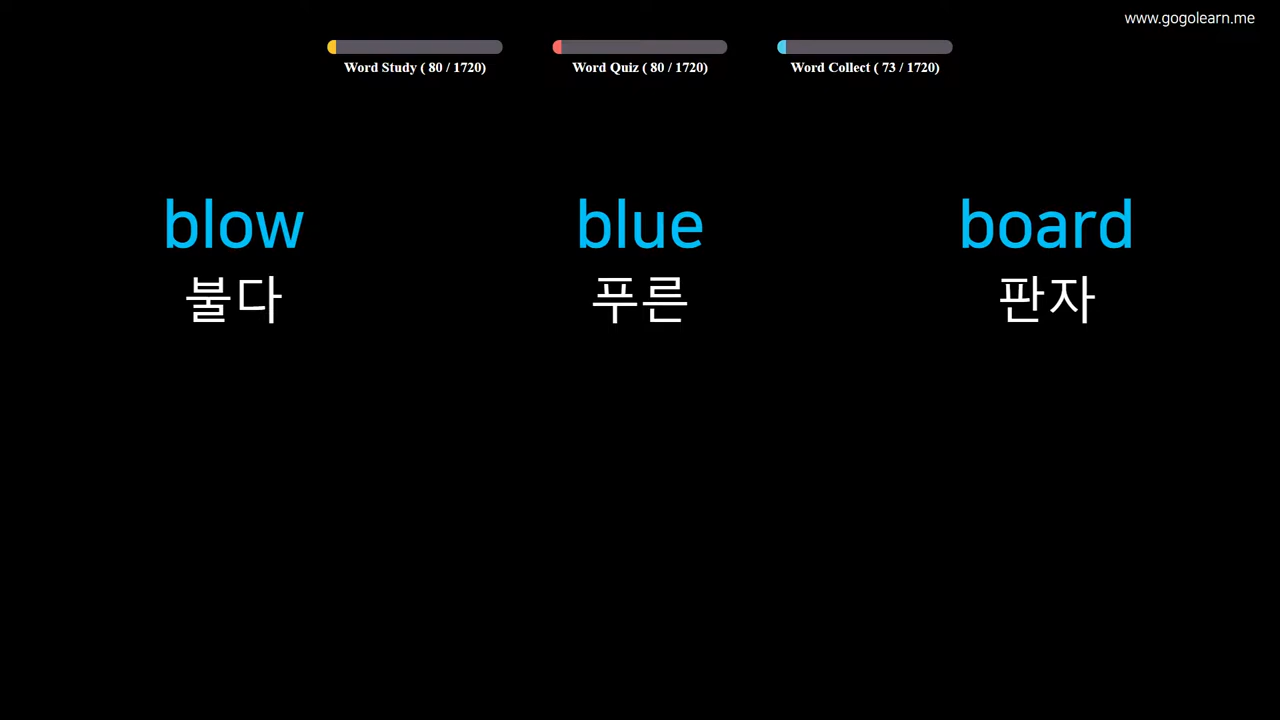 www.gogolearn.me
Word Study ( 80 / 1720)
Word Quiz ( 80 / 1720)
Word Collect ( 73 / 1720)
blow
불다
blue
푸른
board
판자